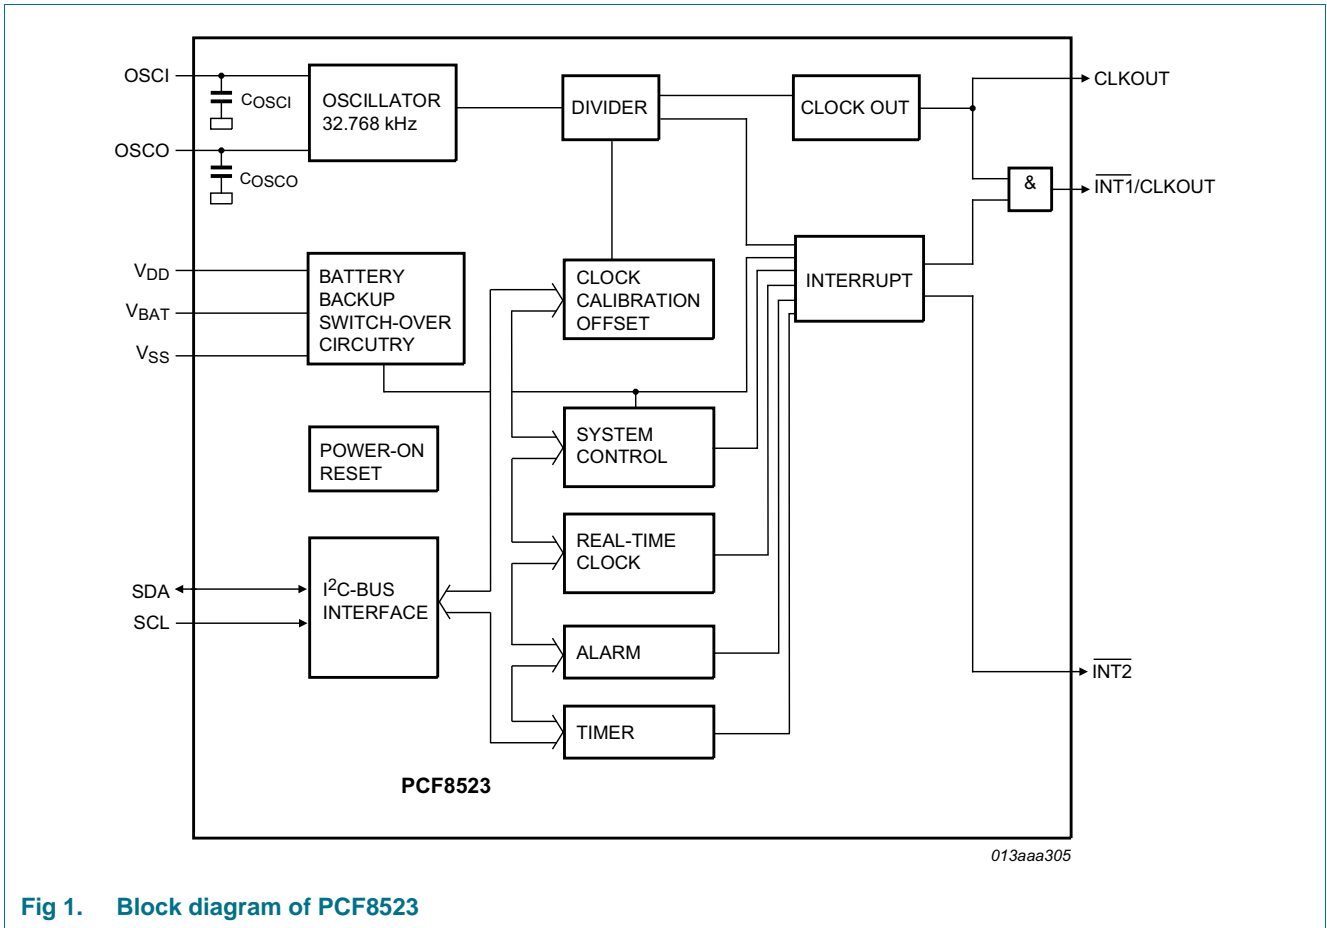 OSCI
COSCI
OSCO
COSCO
OSCILLATOR
32.768 kHz
DIVIDER
CLOCK OUT
CLKOUT
&
INT1/CLKOUT
VDD
VBAT
VSS
BATTERY
BACKUP
SWITCH-OVER
CIRCUTRY
CLOCK
CALIBRATION
OFFSET
INTERRUPT
POWER-ON
RESET
SYSTEM
CONTROL
SDA
SCL
I2C-BUS
INTERFACE
REAL-TIME
CLOCK
ALARM
TIMER
INT2
PCF8523
013aaa305
Fig 1. Block diagram of PCF8523